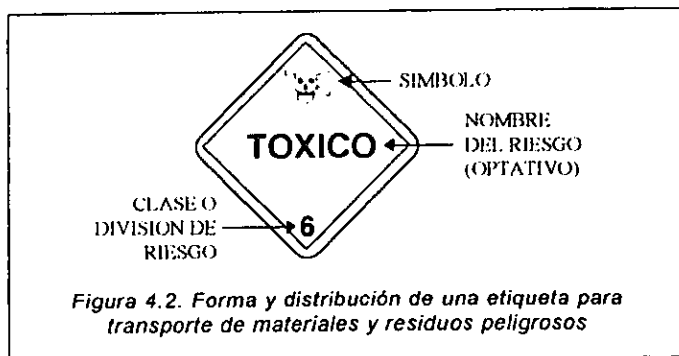 SIMBOLO
TOXICO
NOMBRE
DEL RIESGO
(OPTATIVO)
CLASE O
DIVISION DE
RIESGO
6
Figura 4.2. Forma y distribución de una etiqueta para
transporte de materiales y residuos peligrosos